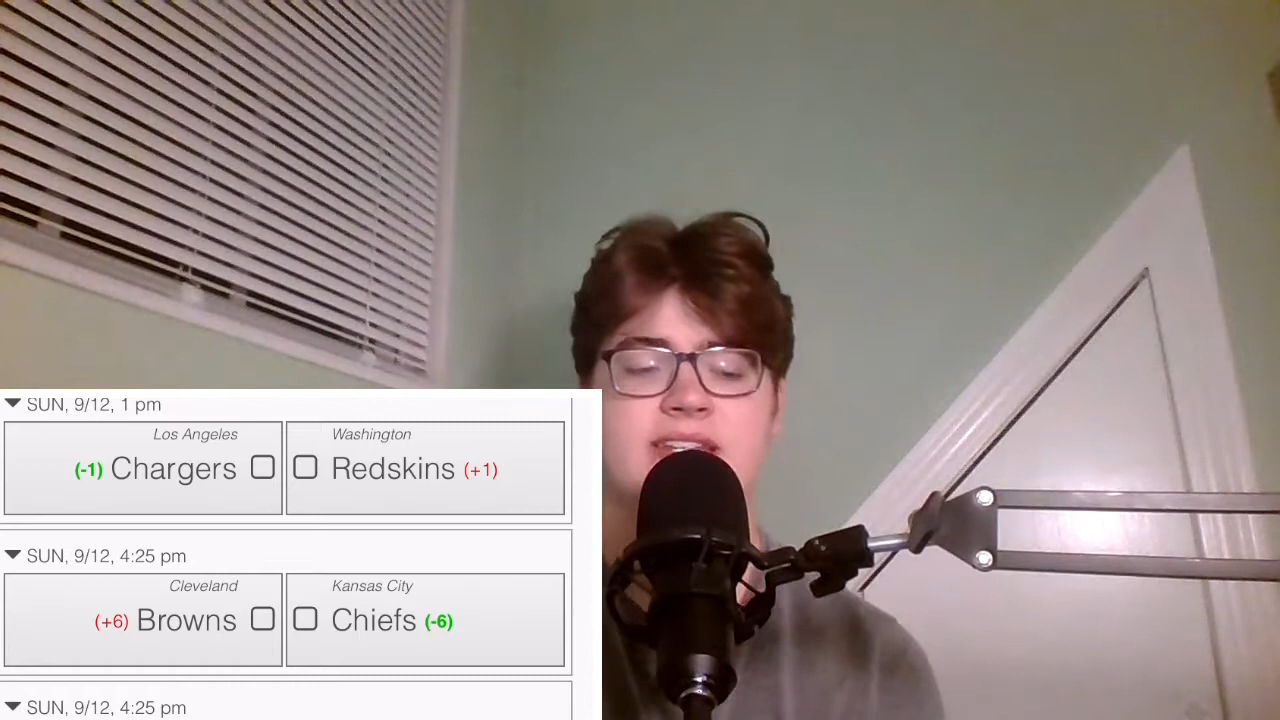 SUN, 9/12, 1 pm
Los Angeles
(-1) Chargers
Washington
Redskins (+1)
SUN, 9/12, 4:25 pm
Cleveland
(+6) Browns
Kansas City
Chiefs (-6)
SUN, 9/12, 4:25 pm